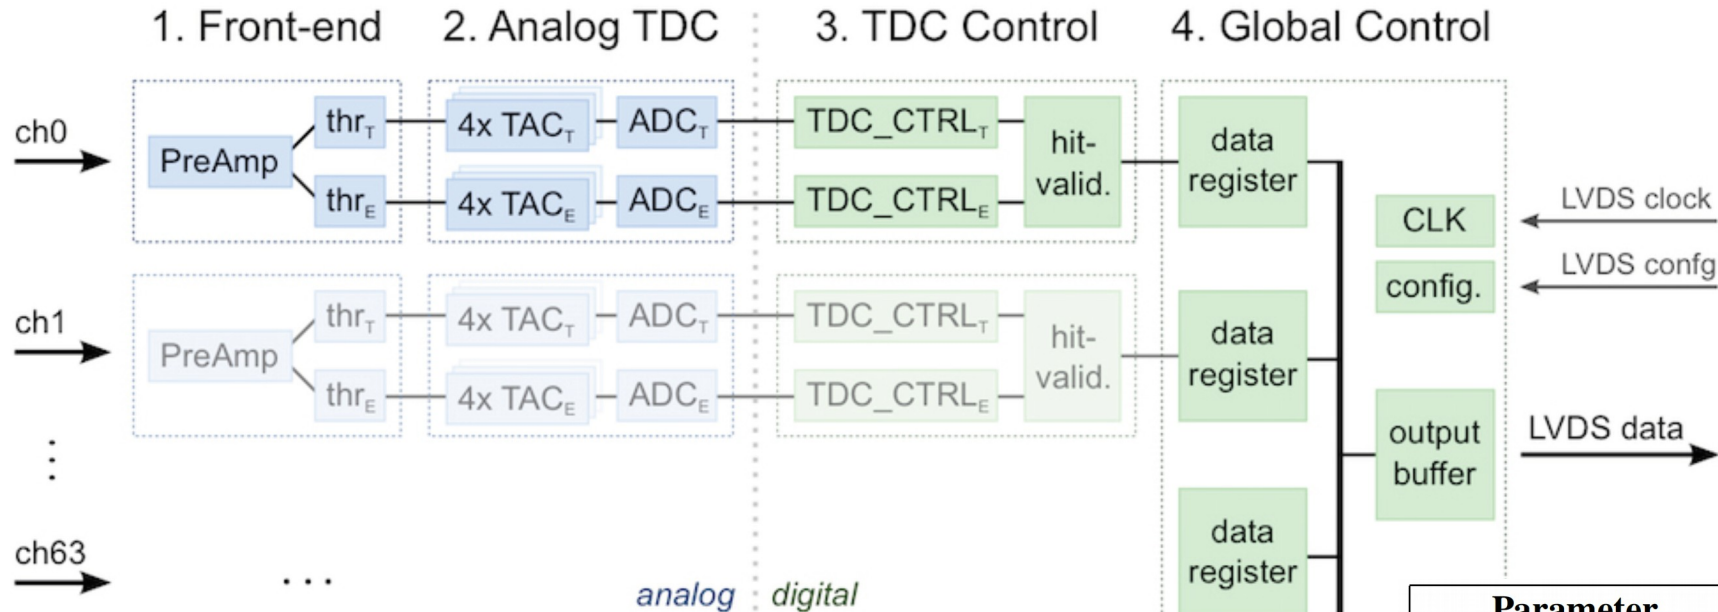 1. Front-end
2. Analog TDC
3. TDC Control
4. Global Control
ch0
PreAmp
thrT
thrE
4x TACT
ADCT
4x TACE
ADCE
TDC_CTRLT
TDC_CTRLE
hit-
valid.
data
register
CLK
LVDS clock
config.
LVDS confg
ch1
PreAmp
thrT
thrE
4x TACT
ADCT
4x TACE
ADCE
TDC_CTRLT
TDC_CTRLE
hit-
valid.
data
register
output
buffer
LVDS data
ch63
...
analog
digital
data
register
Parameter